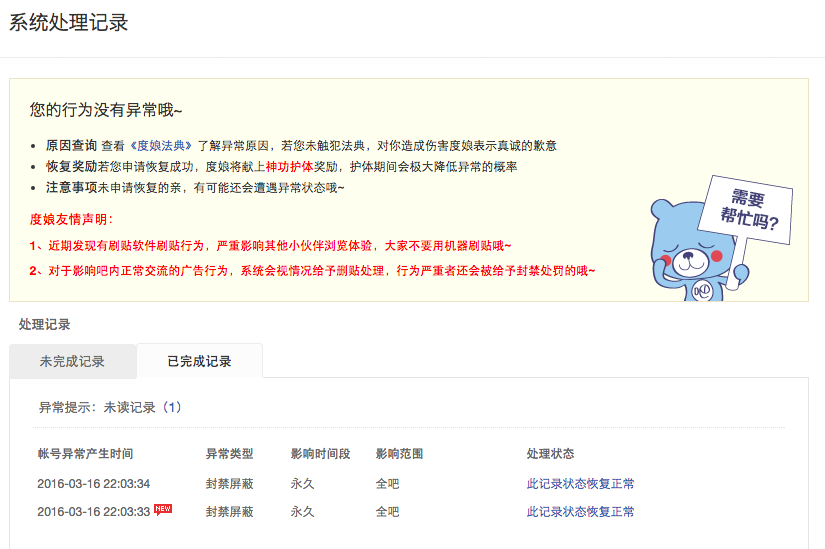 系统处理记录
您的行为没有异常哦~
原因查询 查看《度娘法典》了解异常原因，若您未触犯法典，对你造成伤害度娘表示真诚的歉意
恢复奖励若您申请恢复成功，度娘将献上神功护体奖励，护体期间会极大降低异常的概率
注意事项未申请恢复的亲，有可能还会遭遇异常状态哦~
需要
帮忙吗?
度娘友情声明：
1、近期发现有刷贴软件刷贴行为，严重影响其他小伙伴浏览体验，大家不要用机器刷贴哦~
2、对于影响吧内正常交流的广告行为，系统会视情况给予删贴处理，行为严重者还会被给予封禁处罚的哦~
处理记录
未完成记录 已完成记录
异常提示：未读记录（1）
帐号异常产生时间 异常类型 影响时间段 影响范围 处理状态
2016-03-16 22:03:34 封禁屏蔽 永久 全吧 此记录状态恢复正常
2016-03-16 22:03:33 NEW 封禁屏蔽 永久 全吧 此记录状态恢复正常